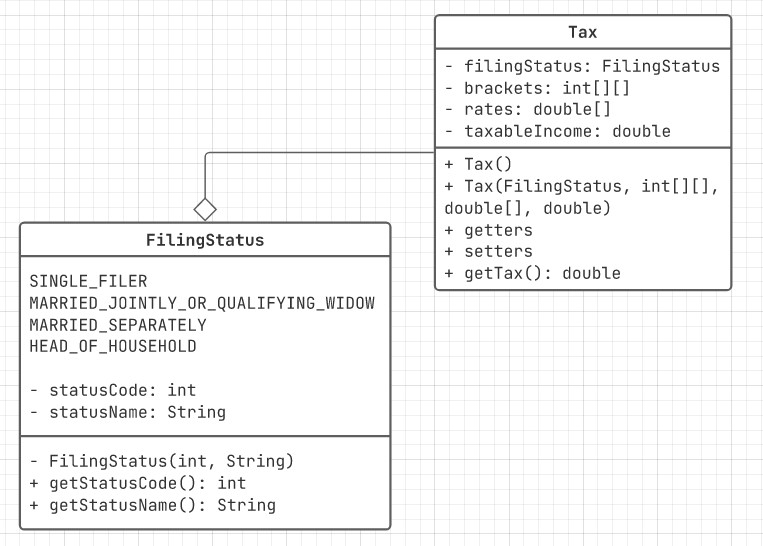 Tax
- filingStatus: FilingStatus
- brackets: int[][]
- rates: double[]
- taxableIncome: double
+ Tax()
+ Tax(FilingStatus, int[][],
double[], double)
+ getters
+ setters
+ getTax(): double
FilingStatus
SINGLE_FILER
MARRIED_JOINTLY_OR_QUALIFYING_WIDOW
MARRIED_SEPARATELY
HEAD_OF_HOUSEHOLD
- statusCode: int
- statusName: String
- FilingStatus(int, String)
+ getStatusCode(): int
+ getStatusName(): String